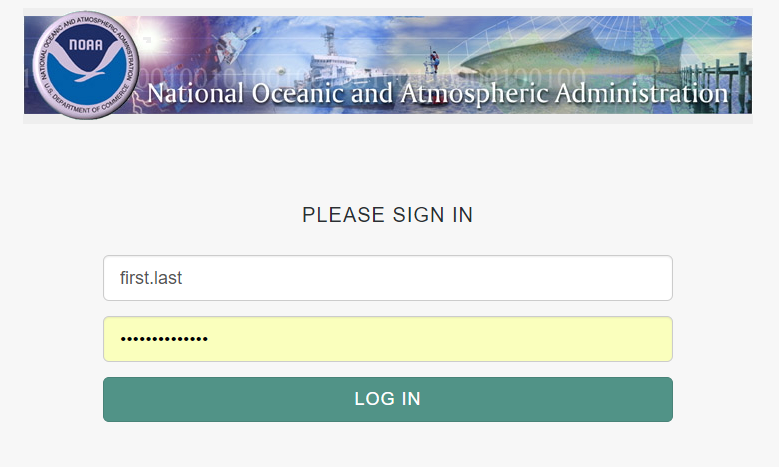 NATIONAL OCEANIC AND ATMOSPHERIC ADMINISTRATION
NOAA
U.S. DEPARTMENT OF COMMERCE
National Oceanic and Atmospheric Administration
PLEASE SIGN IN
first.last
••••••••••••••
LOG IN